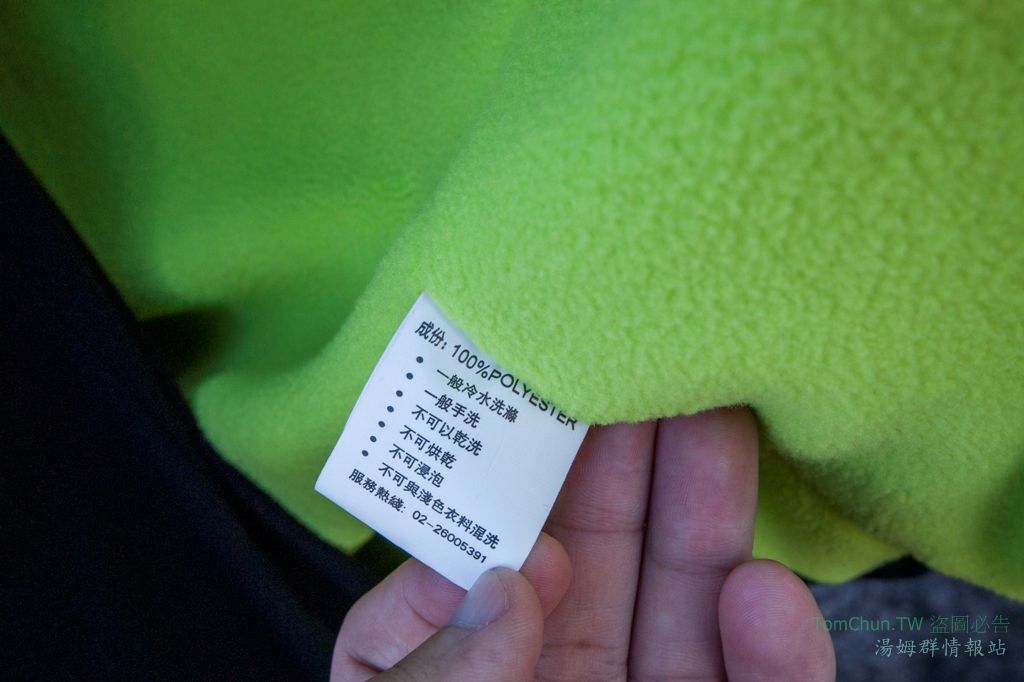 成份: 100%POLYESTER
• 一般冷水洗滌
• 一般手洗
• 不可以乾洗
• 不可烘乾
• 不可浸泡
• 不可與淺色衣料混洗
服務熱綫: 02-26005391
TomChun.TW 盜圖必告
湯姆群情報站